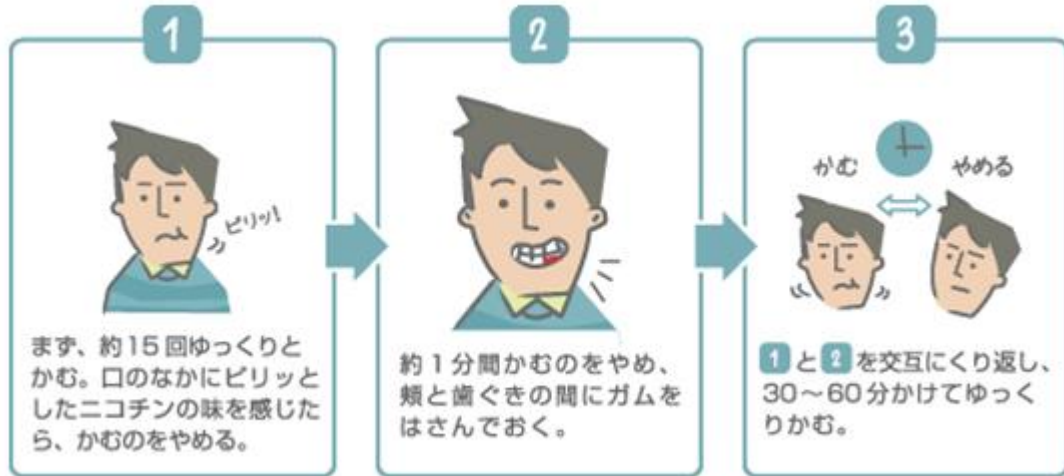 1
ピリッ!
まず、約15回ゆっくりと
かむ。口のなかにピリッと
したニコチンの味を感じた
ら、かむのをやめる。
2
約1分間かむのをやめ、
頬と歯ぐきの間にガムを
はさんでおく。
3
かむ やめる
1と2を交互にくり返し、
30～60分かけてゆっく
りかむ。